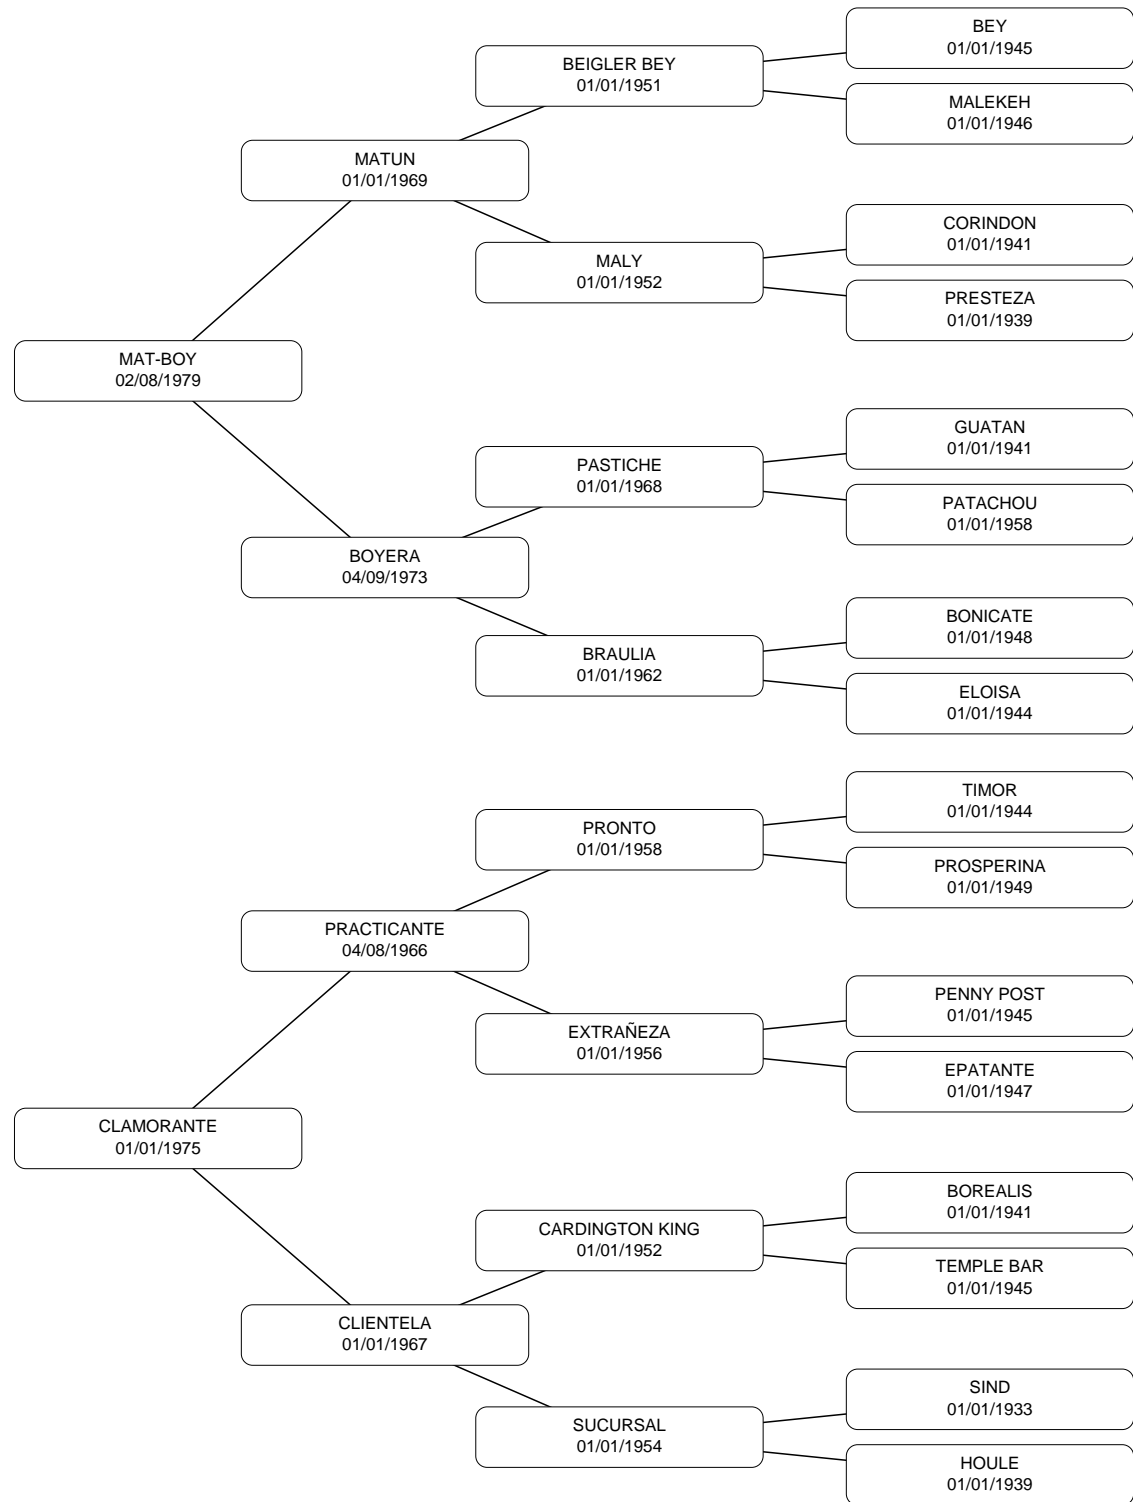 BEY
01/01/1945
BEIGLER BEY
01/01/1951
MALEKEH
01/01/1946
MATUN
01/01/1969
CORINDON
01/01/1941
MALY
01/01/1952
PRESTEZA
01/01/1939
MAT-BOY
02/08/1979
GUATAN
01/01/1941
PASTICHE
01/01/1968
PATACHOU
01/01/1958
BOYERA
04/09/1973
BONICATE
01/01/1948
BRAULIA
01/01/1962
ELOISA
01/01/1944
TIMOR
01/01/1944
PRONTO
01/01/1958
PROSPERINA
01/01/1949
PRACTICANTE
04/08/1966
PENNY POST
01/01/1945
EXTRAÑEZA
01/01/1956
EPATANTE
01/01/1947
CLAMORANTE
01/01/1975
BOREALIS
01/01/1941
CARDINGTON KING
01/01/1952
TEMPLE BAR
01/01/1945
CLIENTELA
01/01/1967
SIND
01/01/1933
SUCURSAL
01/01/1954
HOULE
01/01/1939